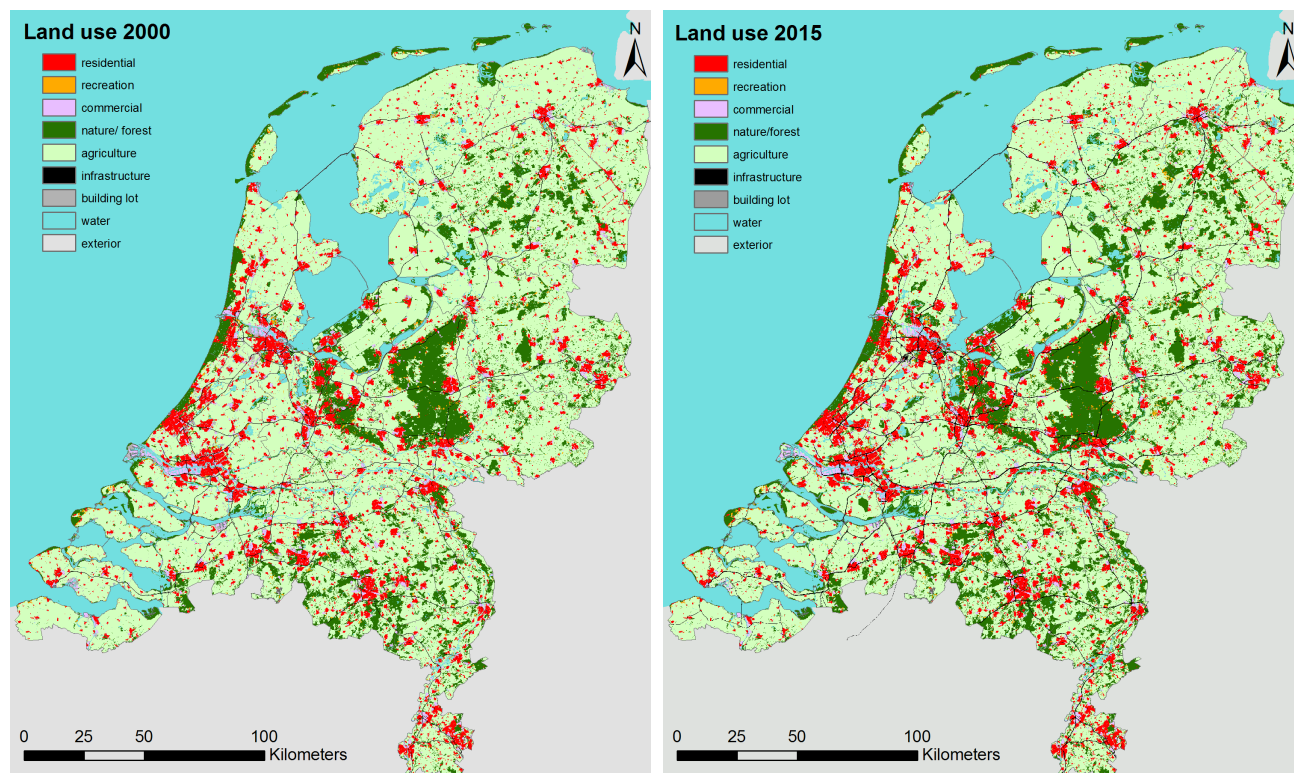 Land use 2000
N
residential
recreation
commercial
nature/ forest
agriculture
infrastructure
building lot
water
exterior
0 25 50 100
Kilometers
Land use 2015
N
residential
recreation
commercial
nature/forest
agriculture
infrastructure
building lot
water
exterior
0 25 50 100
Kilometers